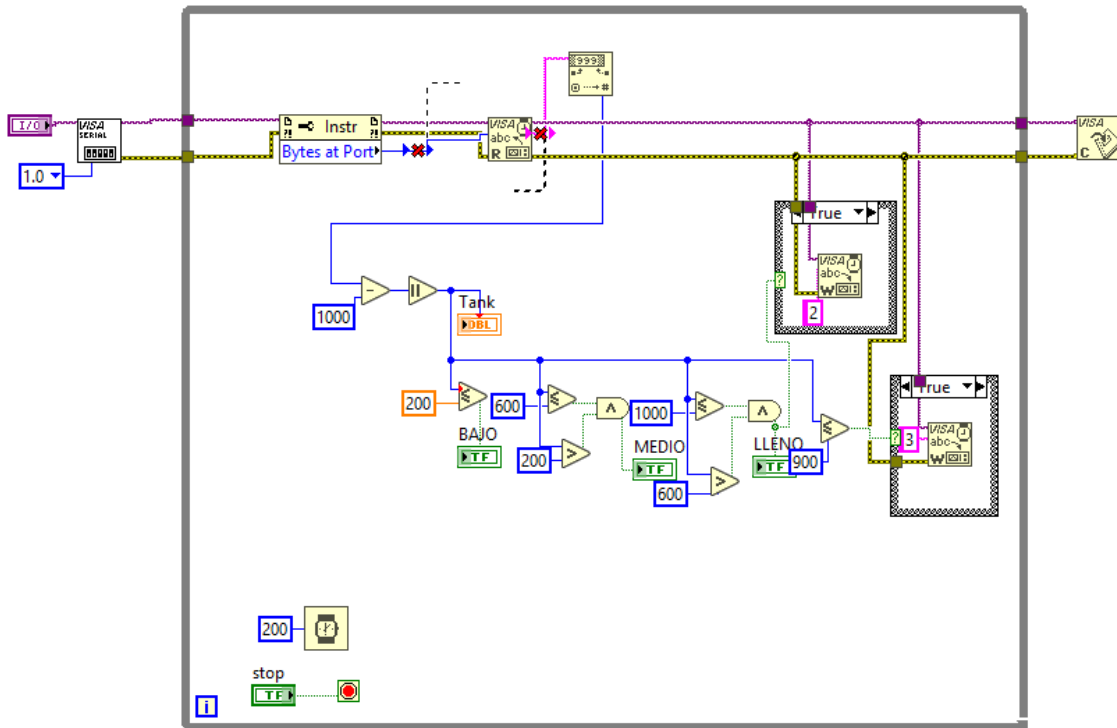 999
I/O
VISA
SERIAL
1.0
Instr
Bytes at Port
VISA
abc
R
VISA
C
True
VISA
abc
W
2
1000
Tank
DBL
200
600
1000
BAJO
TF
200
MEDIO
TF
600
LLENO
TF
900
True
3
VISA
abc
W
200
stop
TF
i